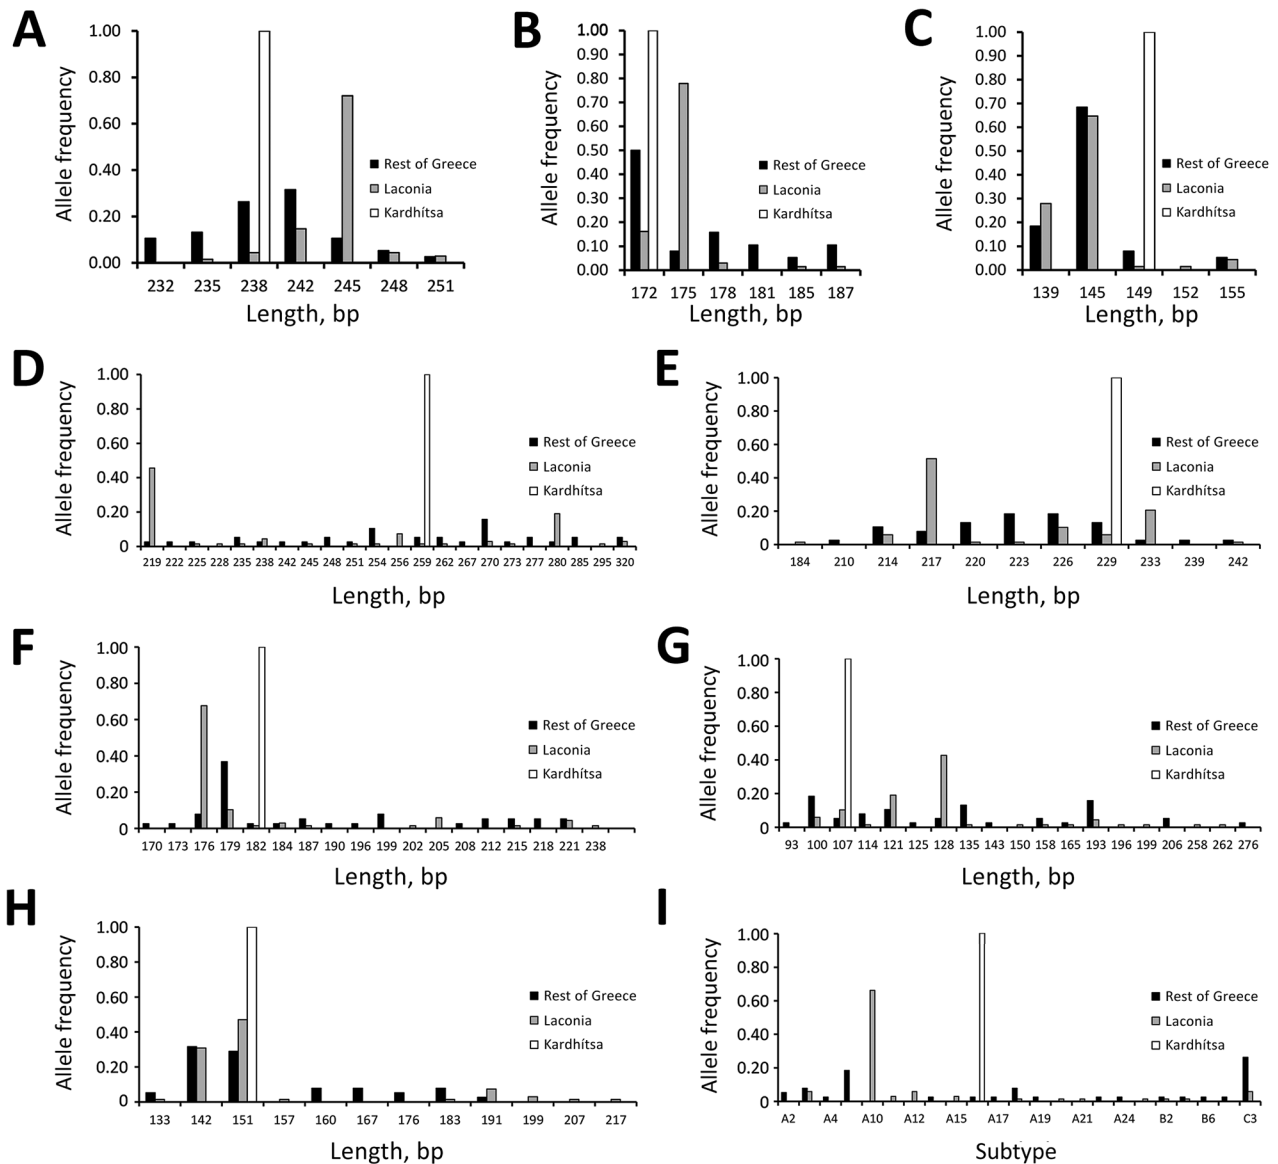 A
Allele frequency
1.00
0.80
0.60
0.40
0.20
0.00
232 235 238 242 245 248 251
Length, bp
Rest of Greece
Laconia
Kardhítsa
B
Allele frequency
1.00
0.90
0.80
0.70
0.60
0.50
0.40
0.30
0.20
0.10
0.00
172 175 178 181 185 187
Length, bp
Rest of Greece
Laconia
Kardhítsa
C
Allele frequency
1.00
0.90
0.80
0.70
0.60
0.50
0.40
0.30
0.20
0.10
0.00
139 145 149 152 155
Length, bp
Rest of Greece
Laconia
Kardhítsa
D
Allele frequency
1.00
0.80
0.60
0.40
0.20
0
219 222 225 228 235 238 242 245 248 251 254 256 259 262 267 270 273 277 280 285 295 320
Length, bp
Rest of Greece
Laconia
Kardhítsa
E
Allele frequency
1.00
0.80
0.60
0.40
0.20
0
184 210 214 217 220 223 226 229 233 239 242
Length, bp
Rest of Greece
Laconia
Kardhítsa
F
Allele frequency
1.00
0.80
0.60
0.40
0.20
0
170 173 176 179 182 184 187 190 196 199 202 205 208 212 215 218 221 238
Length, bp
Rest of Greece
Laconia
Kardhítsa
G
Allele frequency
1.00
0.80
0.60
0.40
0.20
0
93 100 107 114 121 125 128 135 143 150 158 165 193 196 199 206 258 262 276
Length, bp
Rest of Greece
Laconia
Kardhítsa
H
Allele frequency
1.00
0.80
0.60
0.40
0.20
0
133 142 151 157 160 167 176 183 191 199 207 217
Length, bp
Rest of Greece
Laconia
Kardhítsa
I
Allele frequency
1.00
0.80
0.60
0.40
0.20
0
A2 A4 A10 A12 A15 A17 A19 A21 A24 B2 B6 C3
Subtype
Rest of Greece
Laconia
Kardhítsa